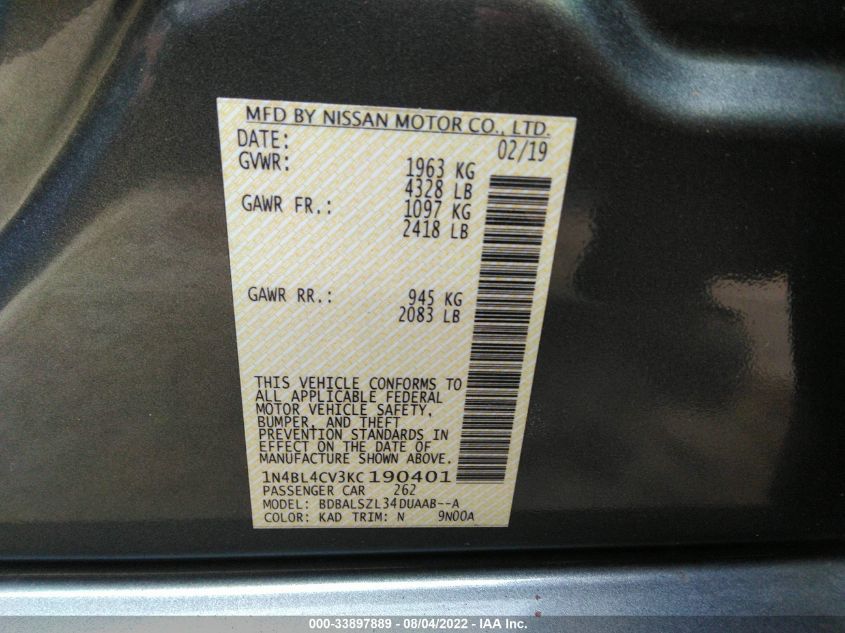 MFD BY NISSAN MOTOR CO., LTD.
DATE: 02/19
GVWR: 1963 KG
4328 LB
GAWR FR.: 1097 KG
2418 LB
GAWR RR.: 945 KG
2083 LB
THIS VEHICLE CONFORMS TO
ALL APPLICABLE FEDERAL
MOTOR VEHICLE SAFETY,
BUMPER, AND THEFT
PREVENTION STANDARDS IN
EFFECT ON THE DATE OF
MANUFACTURE SHOWN ABOVE.
1N4BL4CV3KC190401
PASSENGER CAR 262
MODEL: BDBALSZL34DUAAB--A
COLOR: KAD TRIM: N 9N00A
000-33897889 - 08/04/2022 - IAA Inc.